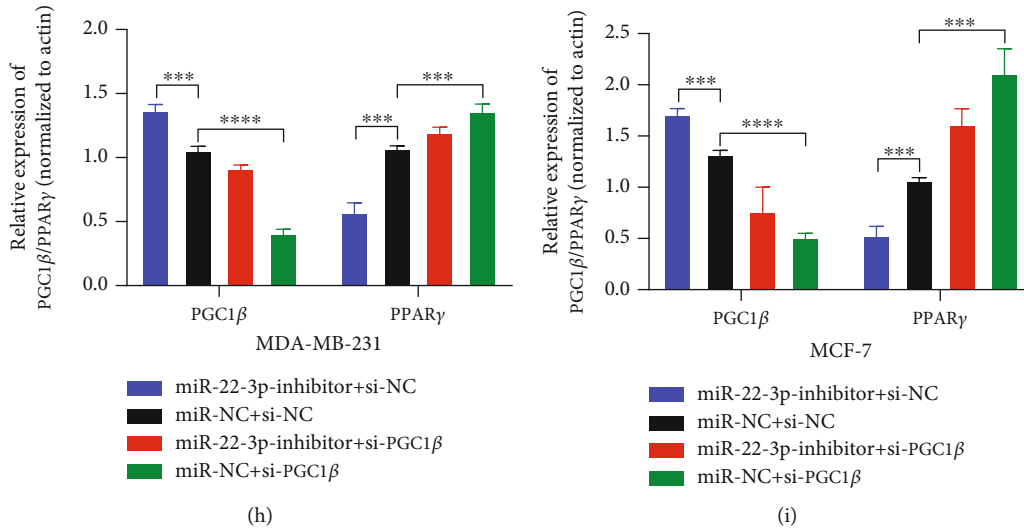 Relative expression of
PGC1β/PPARγ (normalized to actin)
2.0
1.5
1.0
0.5
0.0
***
****
***
***
PGC1β
PPARγ
MDA-MB-231
miR-22-3p-inhibitor+si-NC
miR-NC+si-NC
miR-22-3p-inhibitor+si-PGC1β
miR-NC+si-PGC1β
(h)
Relative expression of
PGC1β/PPARγ (normalized to actin)
2.5
2.0
1.5
1.0
0.5
0.0
***
****
***
***
PGC1β
PPARγ
MCF-7
miR-22-3p-inhibitor+si-NC
miR-NC+si-NC
miR-22-3p-inhibitor+si-PGC1β
miR-NC+si-PGC1β
(i)